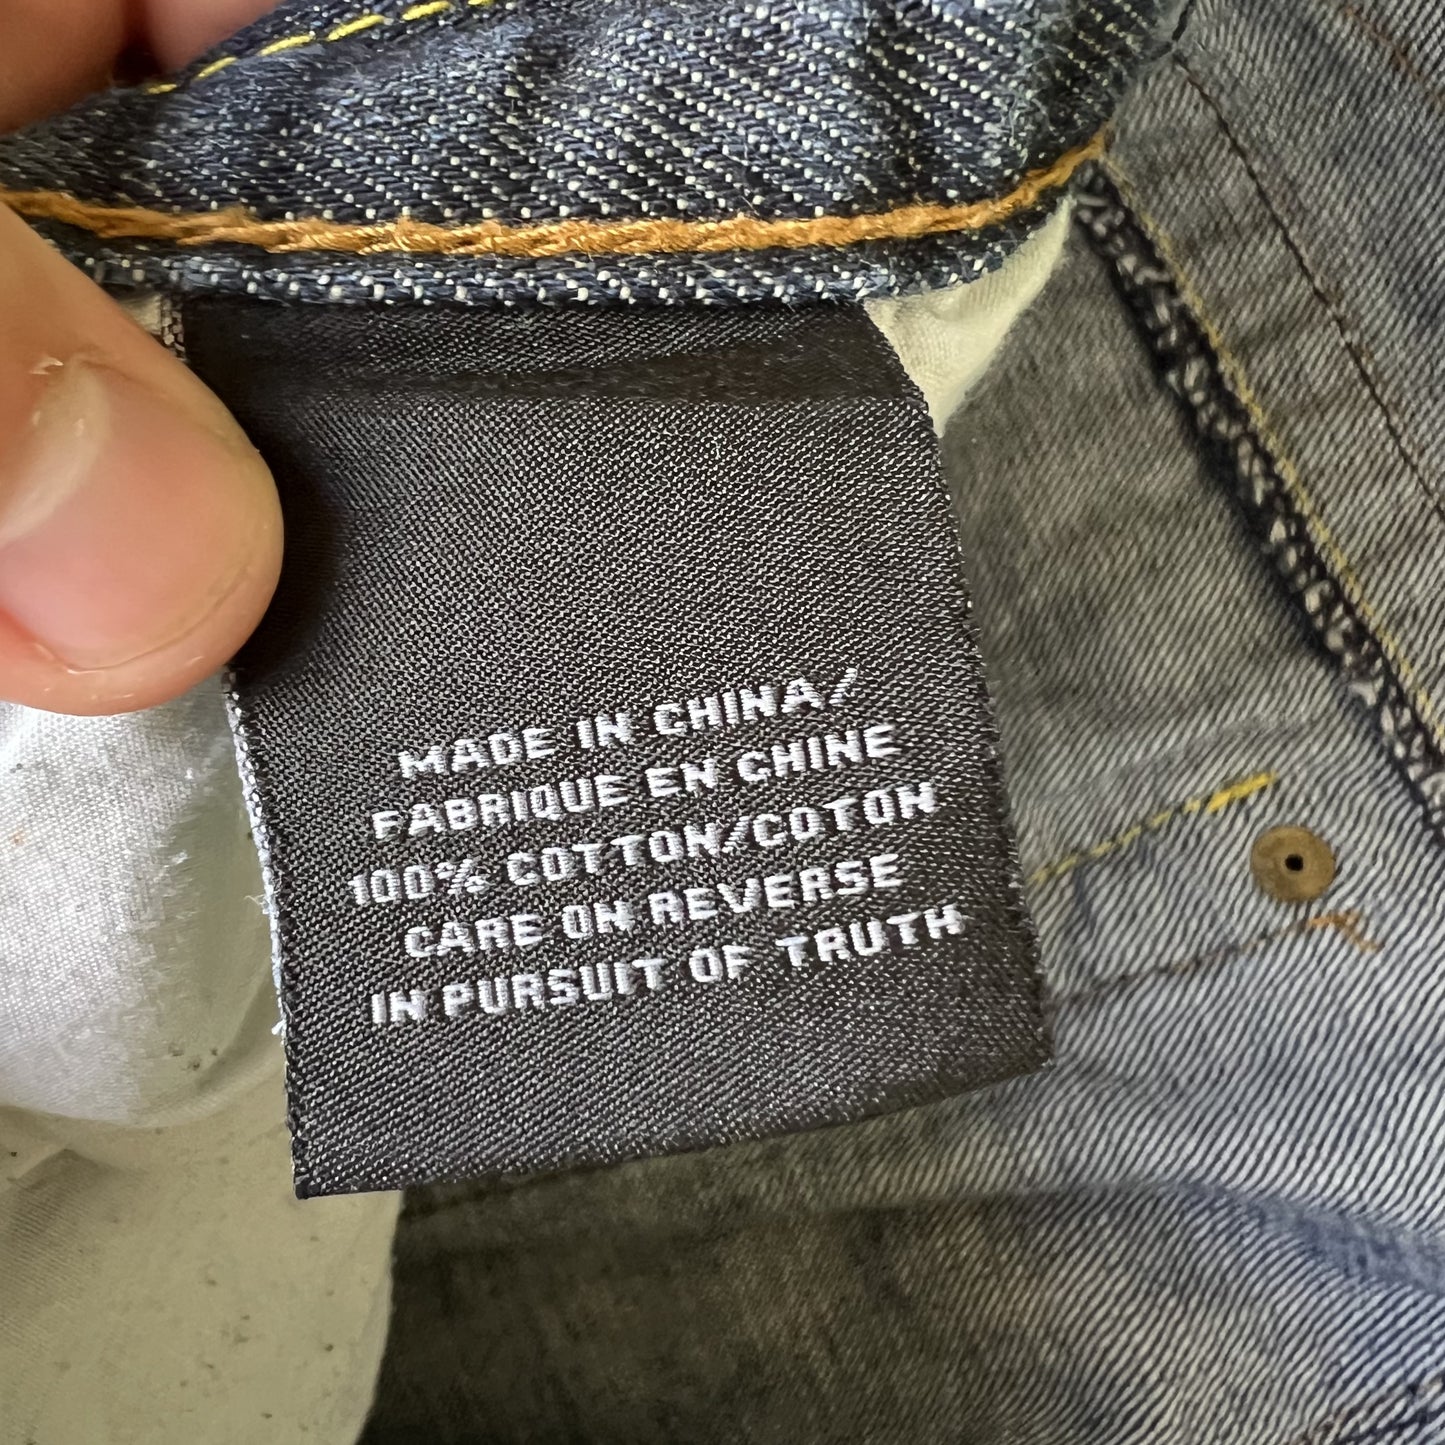 MADE IN CHINA/
FABRIQUE EN CHINE
100% COTTON/COTON
CARE ON REVERSE
IN PURSUIT OF TRUTH